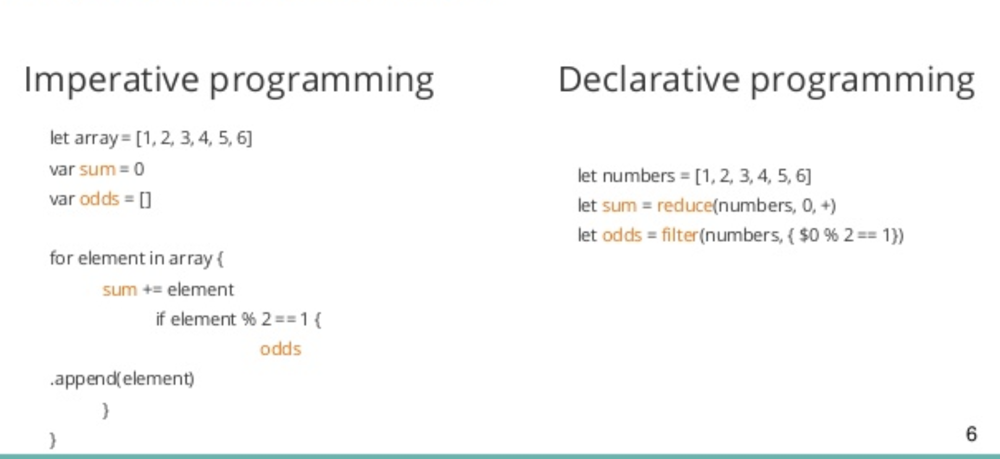 Imperative programming
let array = [1, 2, 3, 4, 5, 6]
var sum = 0
var odds = []
for element in array {
sum += element
if element % 2 == 1 {
odds
.append(element)
}
}
Declarative programming
let numbers = [1, 2, 3, 4, 5, 6]
let sum = reduce(numbers, 0, +)
let odds = filter(numbers, { $0 % 2 == 1})
6